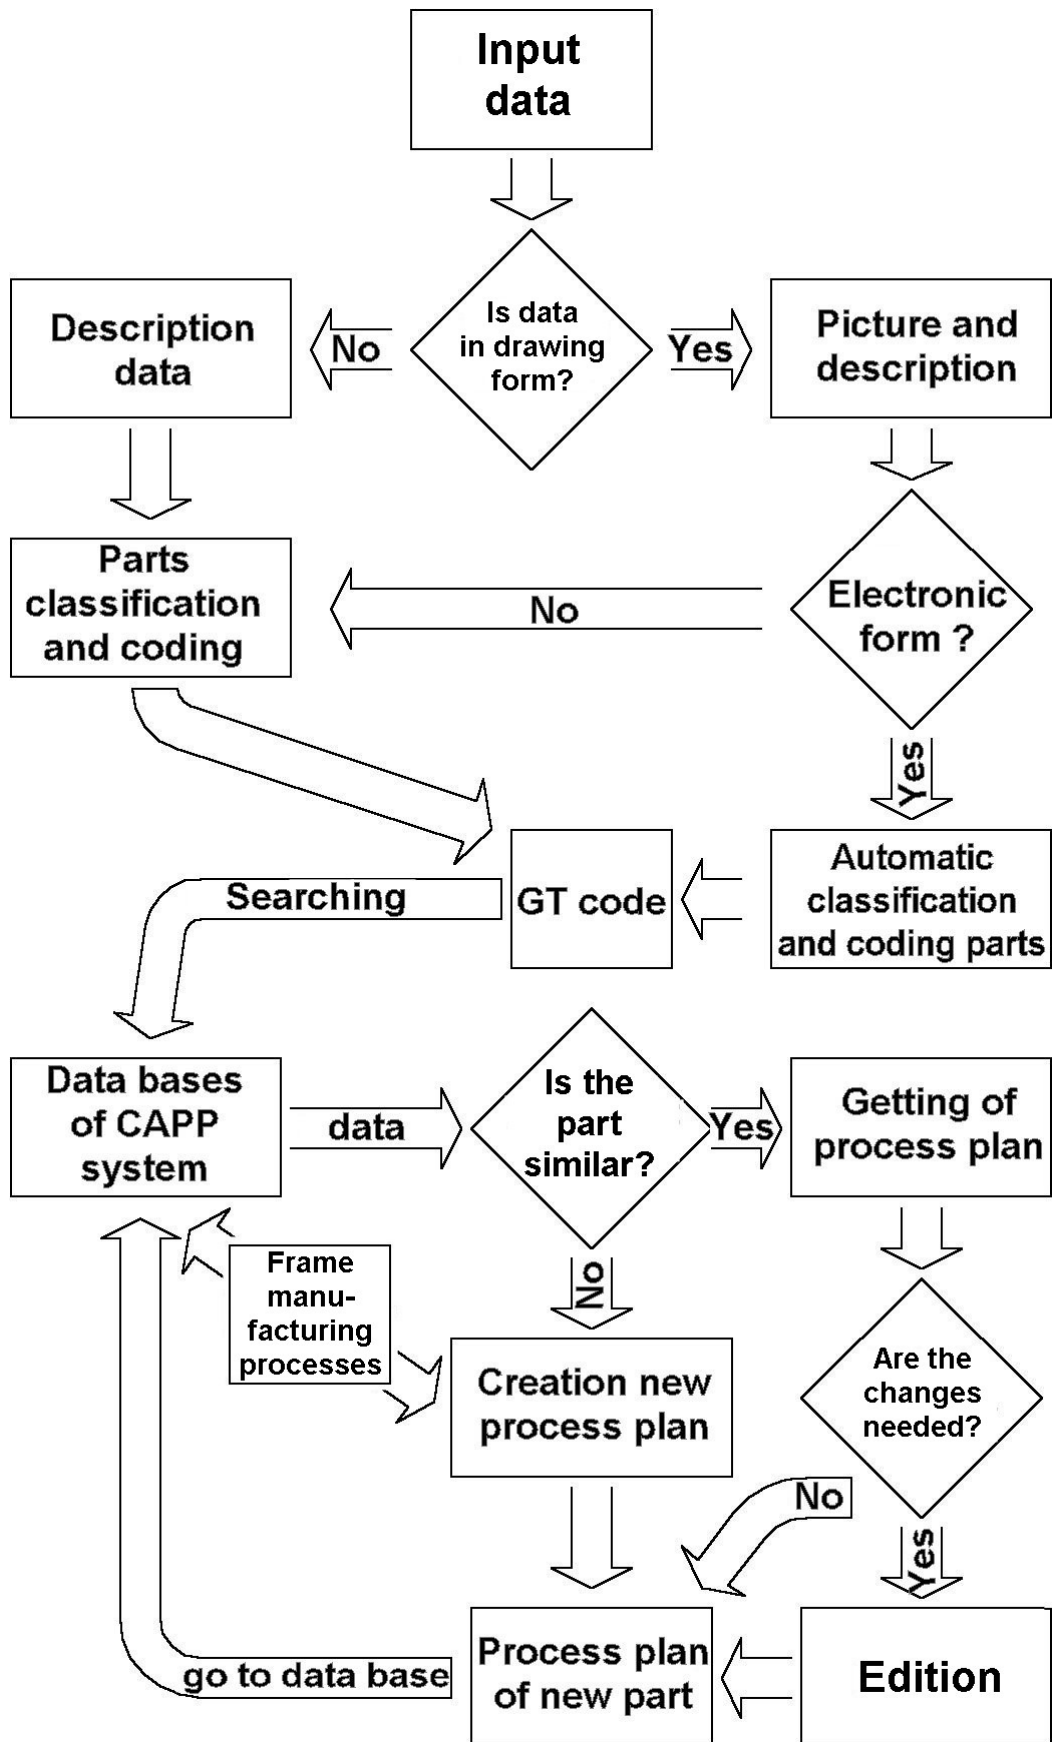 Input
data
Is data
in drawing
form?
No
Yes
Description
data
Picture and
description
Parts
classification
and coding
No
Electronic
form ?
Yes
Automatic
classification
and coding parts
GT code
Searching
Data bases
of CAPP
system
data
Is the
part
similar?
Yes
Getting of
process plan
No
Frame
manu-
facturing
processes
Creation new
process plan
Are the
changes
needed?
No
Yes
go to data base
Process plan
of new part
Edition